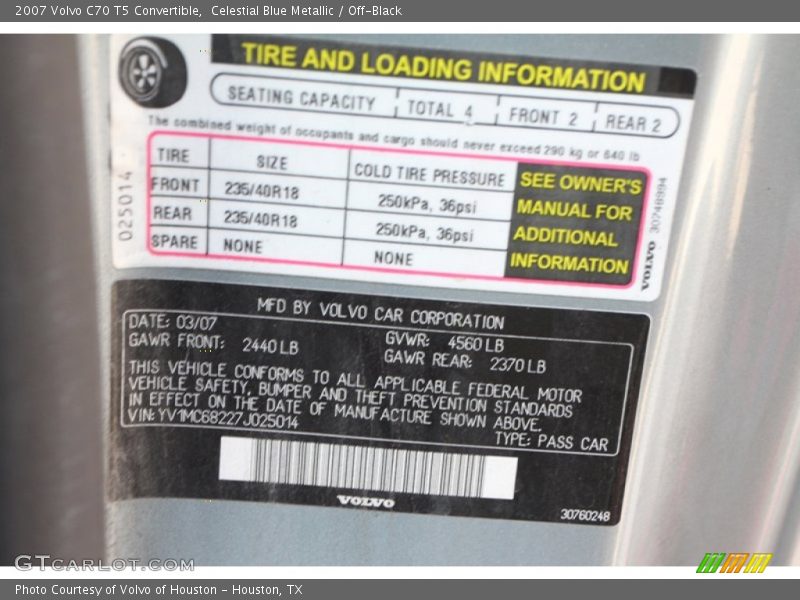 2007 Volvo C70 T5 Convertible, Celestial Blue Metallic / Off-Black
TIRE AND LOADING INFORMATION
SEATING CAPACITY TOTAL 4 FRONT 2 REAR 2
The combined weight of occupants and cargo should never exceed 290 kg or 640 lb
TIRE SIZE COLD TIRE PRESSURE
FRONT 235/40R18 250kPa, 36psi
REAR 235/40R18 250kPa, 36psi
SPARE NONE NONE
SEE OWNER'S
MANUAL FOR
ADDITIONAL
INFORMATION
025014
VOLVO 30748994
MFD BY VOLVO CAR CORPORATION
DATE: 03/07 GVWR: 4560 LB
GAWR FRONT: 2440 LB GAWR REAR: 2370 LB
THIS VEHICLE CONFORMS TO ALL APPLICABLE FEDERAL MOTOR
VEHICLE SAFETY, BUMPER AND THEFT PREVENTION STANDARDS
IN EFFECT ON THE DATE OF MANUFACTURE SHOWN ABOVE.
VIN: YV1MC68227J025014
TYPE: PASS CAR
VOLVO
30760248
GTCarLot.com
Photo Courtesy of Volvo of Houston - Houston, TX